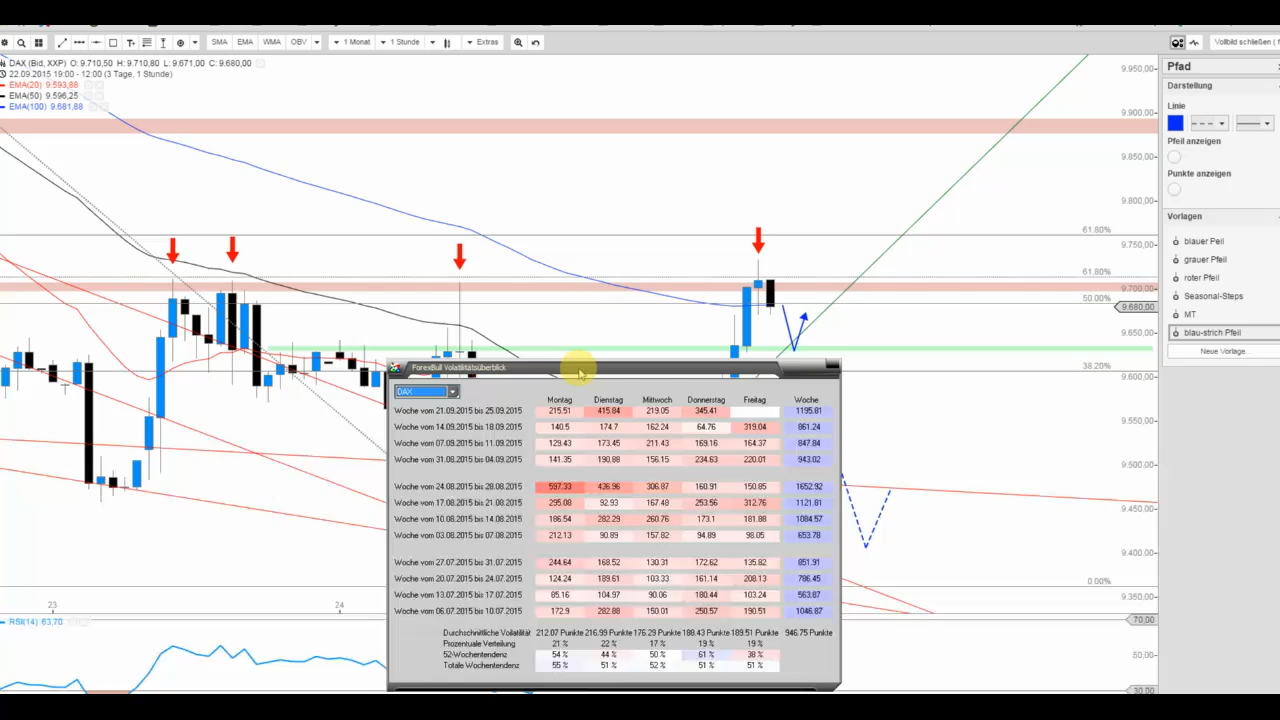 SMA EMA WMA OBV 1 Monat 1 Stunde Extras
Vollbild schließen (
DAX (Bid, XXP) O: 9.710,50 H: 9.710,80 L: 9.671,00 C: 9.680,00
22.09.2015 19:00 - 12:00 (3 Tage, 1 Stunde)
EMA(20) 9.593,88
EMA(50) 9.596,25
EMA(100) 9.681,88
9.950,00
9.900,00
9.850,00
9.800,00
61.80%
9.750,00
61.80%
9.700,00
50.00%
9.680,00
9.650,00
38.20%
9.600,00
9.550,00
9.500,00
9.450,00
9.400,00
0.00%
9.350,00
23
24
RSI(14) 63,70
70,00
50,00
30,00
Pfad
Darstellung
Linie
Pfeil anzeigen
Punkte anzeigen
Vorlagen
blauer Peil
grauer Pfeil
roter Pfeil
Seasonal-Steps
MT
blau-strich Pfeil
Neue Vorlage...
ForexBull Volatilitätsüberblick
DAX
Montag Dienstag Mittwoch Donnerstag Freitag Woche
Woche vom 21.09.2015 bis 25.09.2015 215.51 415.84 219.05 345.41 1195.81
Woche vom 14.09.2015 bis 18.09.2015 140.5 174.7 162.24 64.76 319.04 861.24
Woche vom 07.09.2015 bis 11.09.2015 129.43 173.45 211.43 169.16 164.37 847.84
Woche vom 31.08.2015 bis 04.09.2015 141.35 190.88 156.15 234.63 220.01 943.02
Woche vom 24.08.2015 bis 28.08.2015 597.33 436.96 306.87 160.91 150.85 1652.92
Woche vom 17.08.2015 bis 21.08.2015 295.08 92.93 167.48 253.56 312.76 1121.81
Woche vom 10.08.2015 bis 14.08.2015 186.54 282.29 260.76 173.1 181.88 1084.57
Woche vom 03.08.2015 bis 07.08.2015 212.13 90.89 157.82 94.89 98.05 653.78
Woche vom 27.07.2015 bis 31.07.2015 244.64 168.52 130.31 172.62 135.82 851.91
Woche vom 20.07.2015 bis 24.07.2015 124.24 189.61 103.33 161.14 208.13 786.45
Woche vom 13.07.2015 bis 17.07.2015 85.16 104.97 90.06 180.44 103.24 563.87
Woche vom 06.07.2015 bis 10.07.2015 172.9 282.88 150.01 250.57 190.51 1046.87
Durchschnittliche Volatilität 212.07 Punkte 216.99 Punkte 176.29 Punkte 188.43 Punkte 189.51 Punkte 946.75 Punkte
Prozentuale Verteilung 21 % 22 % 17 % 19 % 19 %
52-Wochentendenz 54 % 44 % 50 % 61 % 38 %
Totale Wochentendenz 55 % 51 % 52 % 51 % 51 %